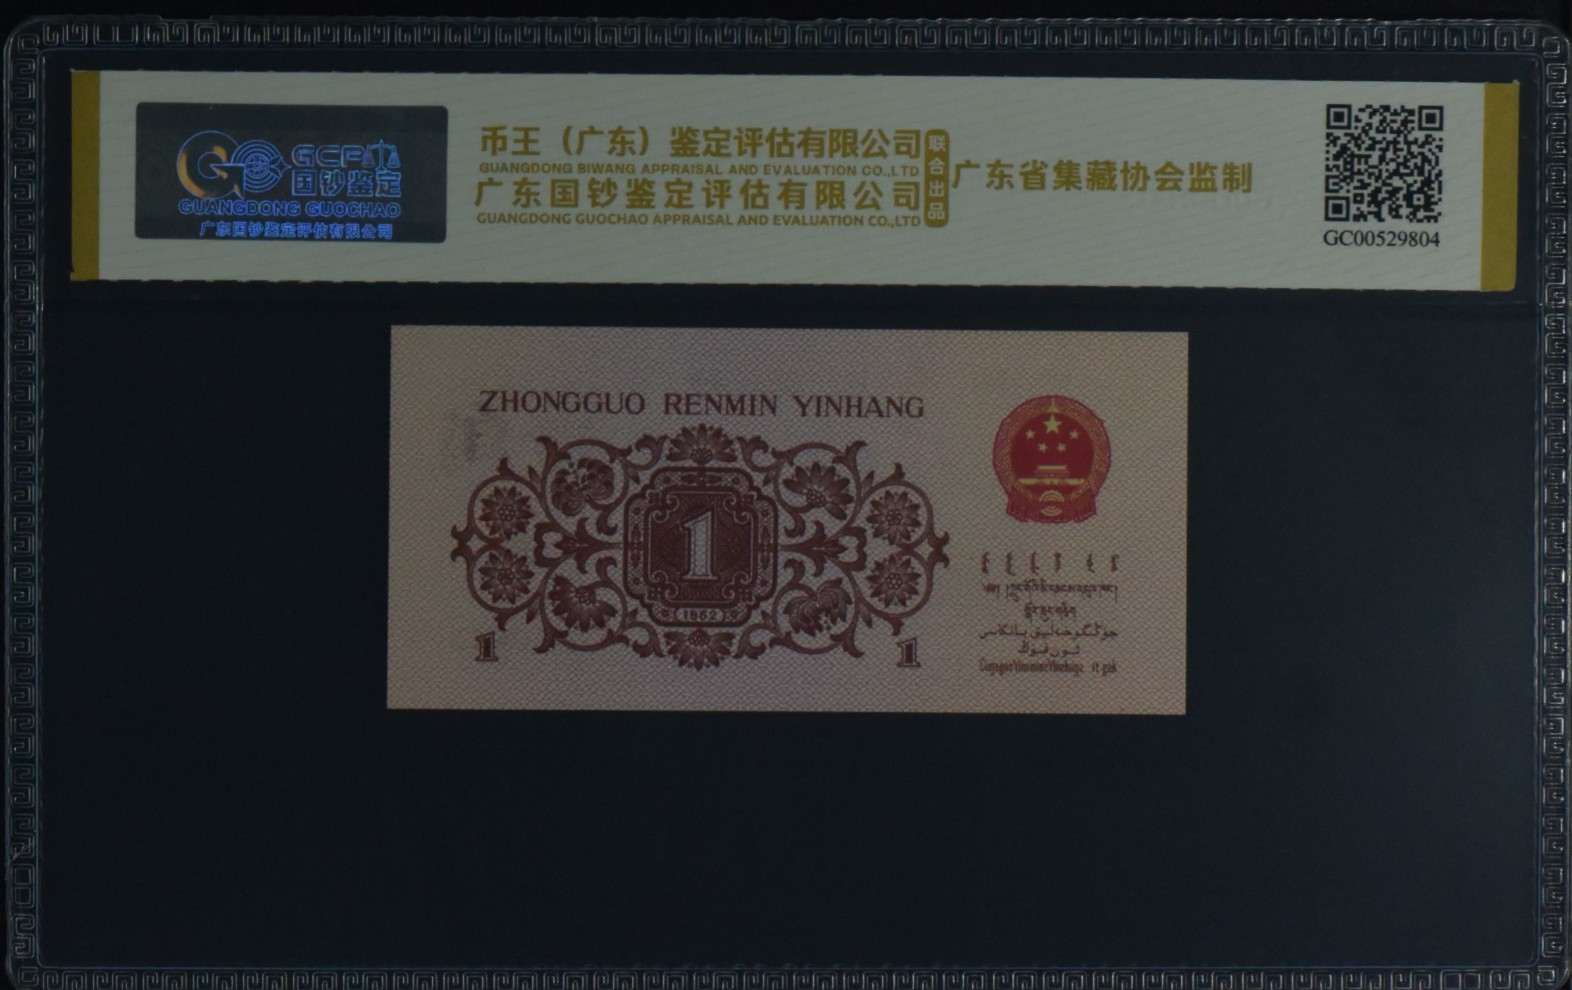 GCP
国钞鉴定
GUANGDONG GUOCHAO
广东国钞鉴定评估有限公司
币王（广东）鉴定评估有限公司
GUANGDONG BIWANG APPRAISAL AND EVALUATION CO.,LTD
广东国钞鉴定评估有限公司
GUANGDONG GUOCHAO APPRAISAL AND EVALUATION CO.,LTD
联合出品
广东省集藏协会监制
GC00529804
ZHONGGUO RENMIN YINHANG
1
1962
1
1